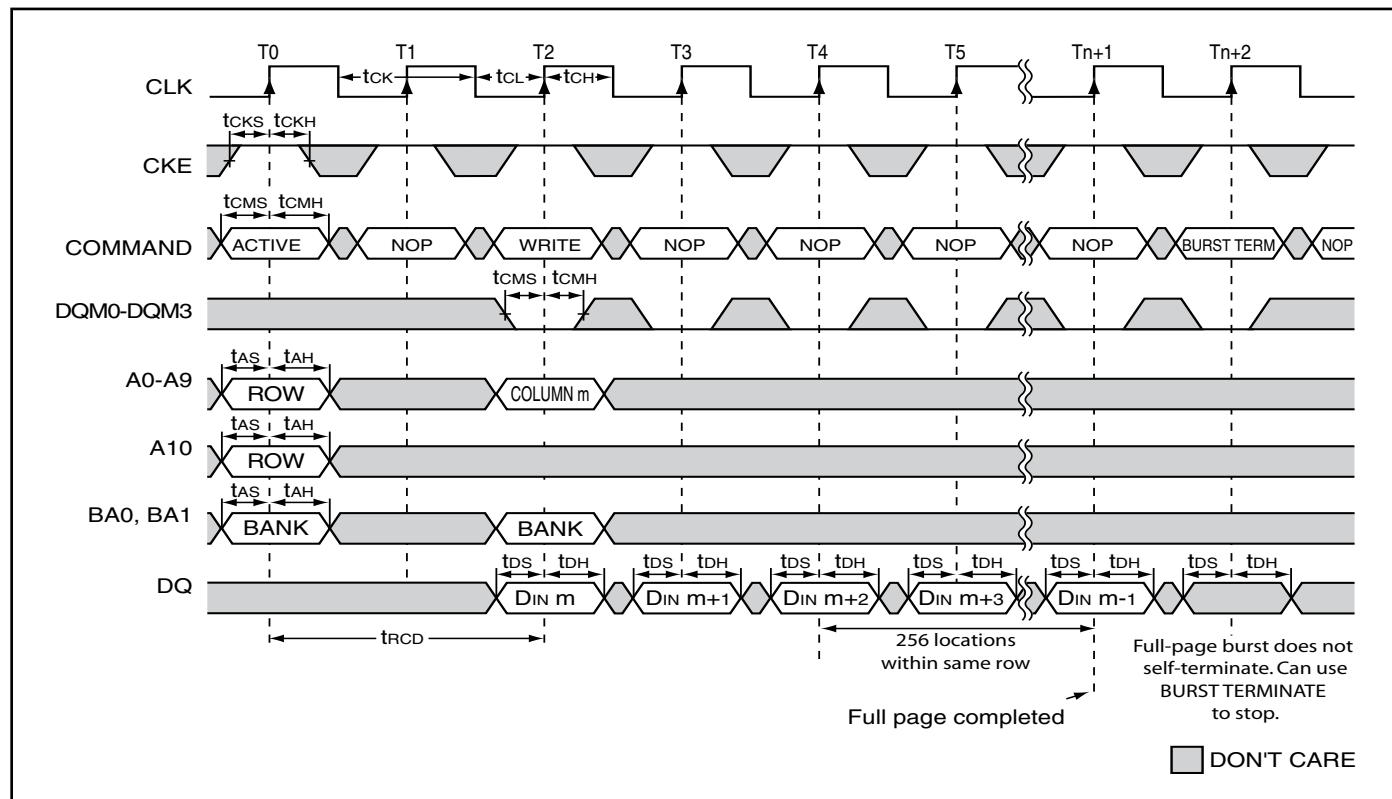 T0 T1 T2 T3 T4 T5 Tn+1 Tn+2
CLK tCK tCL tCH
tCKS tCKH
CKE
tCMS tCMH
COMMAND ACTIVE NOP WRITE NOP NOP NOP NOP BURST TERM NOP
tCMS tCMH
DQM0-DQM3
tAS tAH
A0-A9 ROW COLUMN m
tAS tAH
A10 ROW
tAS tAH
BA0, BA1 BANK BANK
tDS tDH tDS tDH tDS tDH tDS tDH tDS tDH tDS tDH
DQ DIN m DIN m+1 DIN m+2 DIN m+3 DIN m-1
tRCD
256 locations
within same row
Full page completed
Full-page burst does not
self-terminate. Can use
BURST TERMINATE
to stop.
DON'T CARE